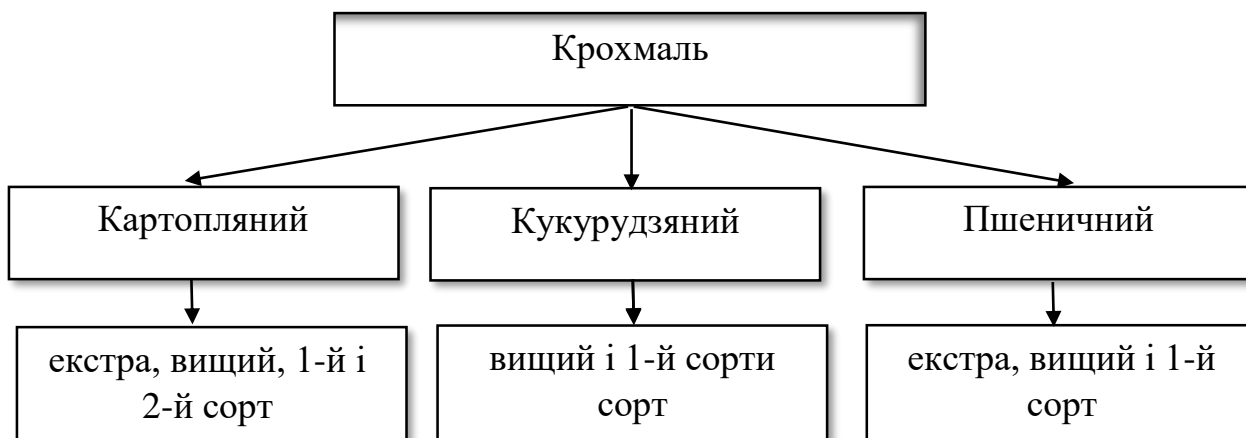 Крохмаль
Картопляний
Кукурудзяний
Пшеничний
екстра, вищий, 1-й і
2-й сорт
вищий і 1-й сорти
сорт
екстра, вищий і 1-й
сорт